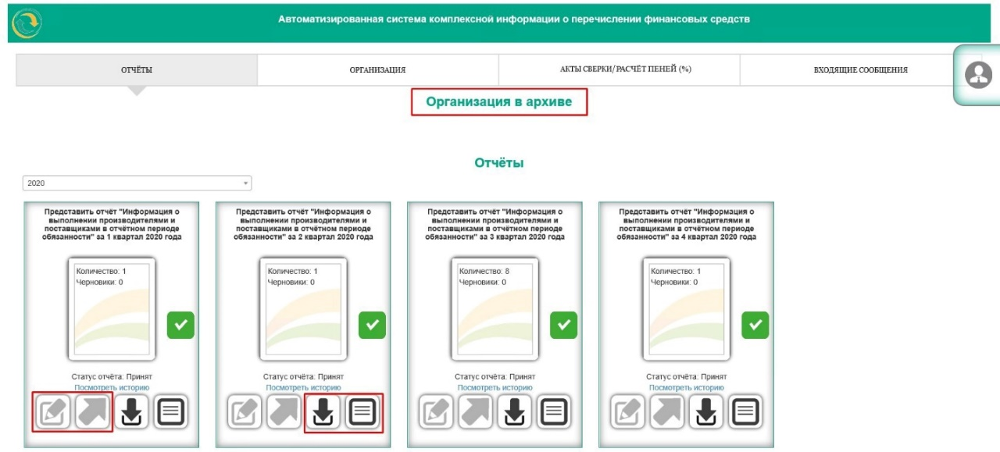 Автоматизированная система комплексной информации о перечислении финансовых средств
ОТЧЁТЫ
ОРГАНИЗАЦИЯ
АКТЫ СВЕРКИ/РАСЧЁТ ПЕНЕЙ (%)
ВХОДЯЩИЕ СООБЩЕНИЯ
Организация в архиве
Отчёты
2020
Представить отчёт "Информация о
выполнении производителями и
поставщиками в отчётном периоде
обязанности" за 1 квартал 2020 года
Количество: 1
Черновики: 0
Статус отчёта: Принят
Посмотреть историю
Представить отчёт "Информация о
выполнении производителями и
поставщиками в отчётном периоде
обязанности" за 2 квартал 2020 года
Количество: 1
Черновики: 0
Статус отчёта: Принят
Посмотреть историю
Представить отчёт "Информация о
выполнении производителями и
поставщиками в отчётном периоде
обязанности" за 3 квартал 2020 года
Количество: 8
Черновики: 0
Статус отчёта: Принят
Посмотреть историю
Представить отчёт "Информация о
выполнении производителями и
поставщиками в отчётном периоде
обязанности" за 4 квартал 2020 года
Количество: 1
Черновики: 0
Статус отчёта: Принят
Посмотреть историю